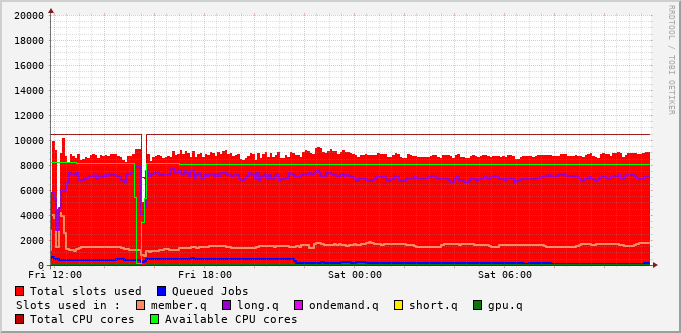 RRDTOOL / TOBI OETIKER
20000
18000
16000
14000
12000
10000
8000
6000
4000
2000
0
Fri 12:00 Fri 18:00 Sat 00:00 Sat 06:00
Total slots used Queued Jobs
Slots used in : member.q long.q ondemand.q short.q gpu.q
Total CPU cores Available CPU cores